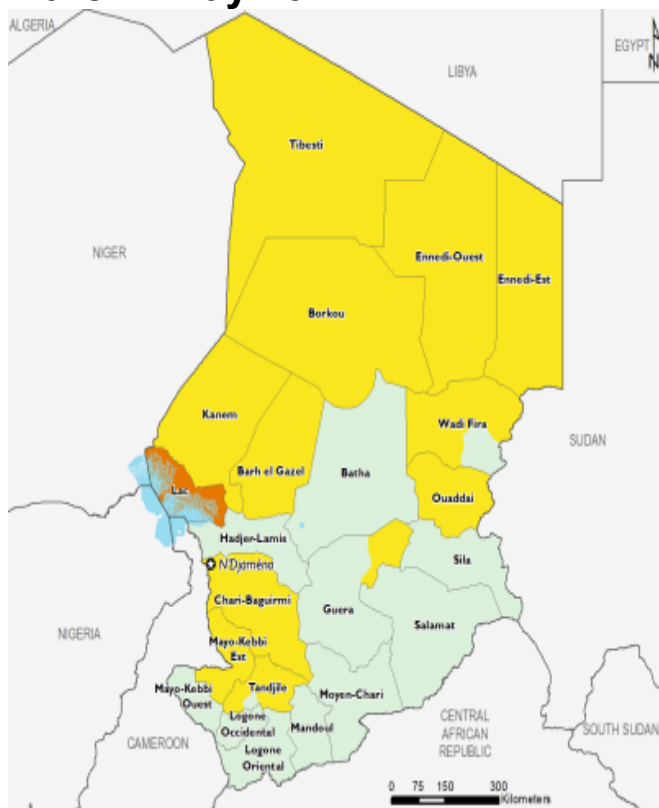 ALGERIA
LIBYA
EGYPT
N
Tibesti
NIGER
Ennedi-Ouest
Ennedi-Est
Borkou
Kanem
Wadi Fira
SUDAN
Barh el Gazel
Batha
Lac
Ouaddai
Hadjer-Lamis
N'Djaména
Sila
Chari-Baguirmi
Guera
Salamat
NIGERIA
Mayo-Kebbi
Est
Mayo-Kebbi
Ouest
Tandjile
Moyen-Chari
Logone
Occidental
Mandoul
Logone
Oriental
CAMEROON
CENTRAL
AFRICAN
REPUBLIC
SOUTH SUDAN
0 75 150 300
Kilometers